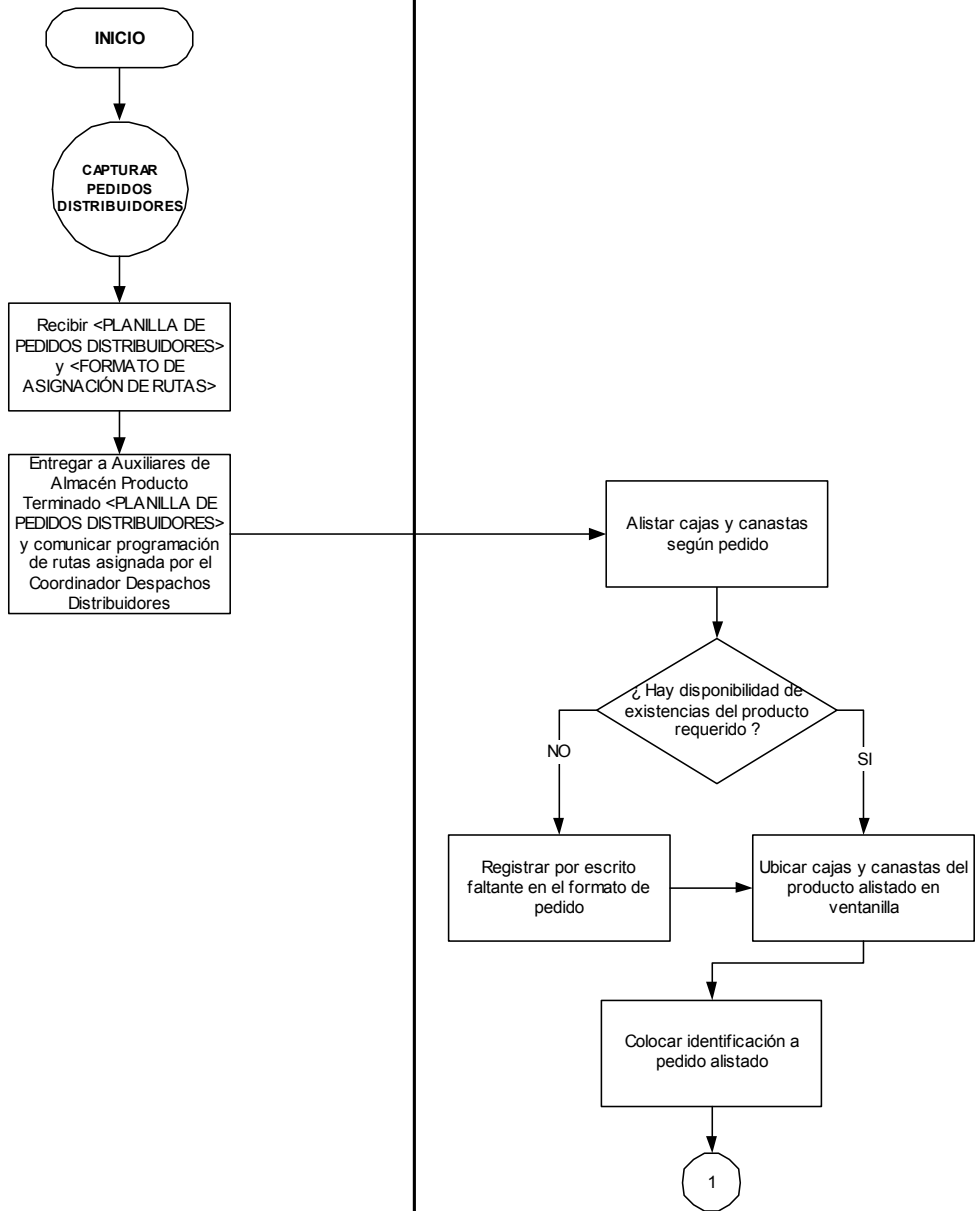 INICIO
CAPTURAR
PEDIDOS
DISTRIBUIDORES
Recibir <PLANILLA DE
PEDIDOS DISTRIBUIDORES>
y <FORMATO DE
ASIGNACIÓN DE RUTAS>
Entregar a Auxiliares de
Almacén Producto
Terminado <PLANILLA DE
PEDIDOS DISTRIBUIDORES>
y comunicar programación
de rutas asignada por el
Coordinador Despachos
Distribuidores
Alistar cajas y canastas
según pedido
¿ Hay disponibilidad de
existencias del producto
requerido ?
NO
SI
Registrar por escrito
faltante en el formato de
pedido
Ubicar cajas y canastas del
producto alistado en
ventanilla
Colocar identificación a
pedido alistado
1